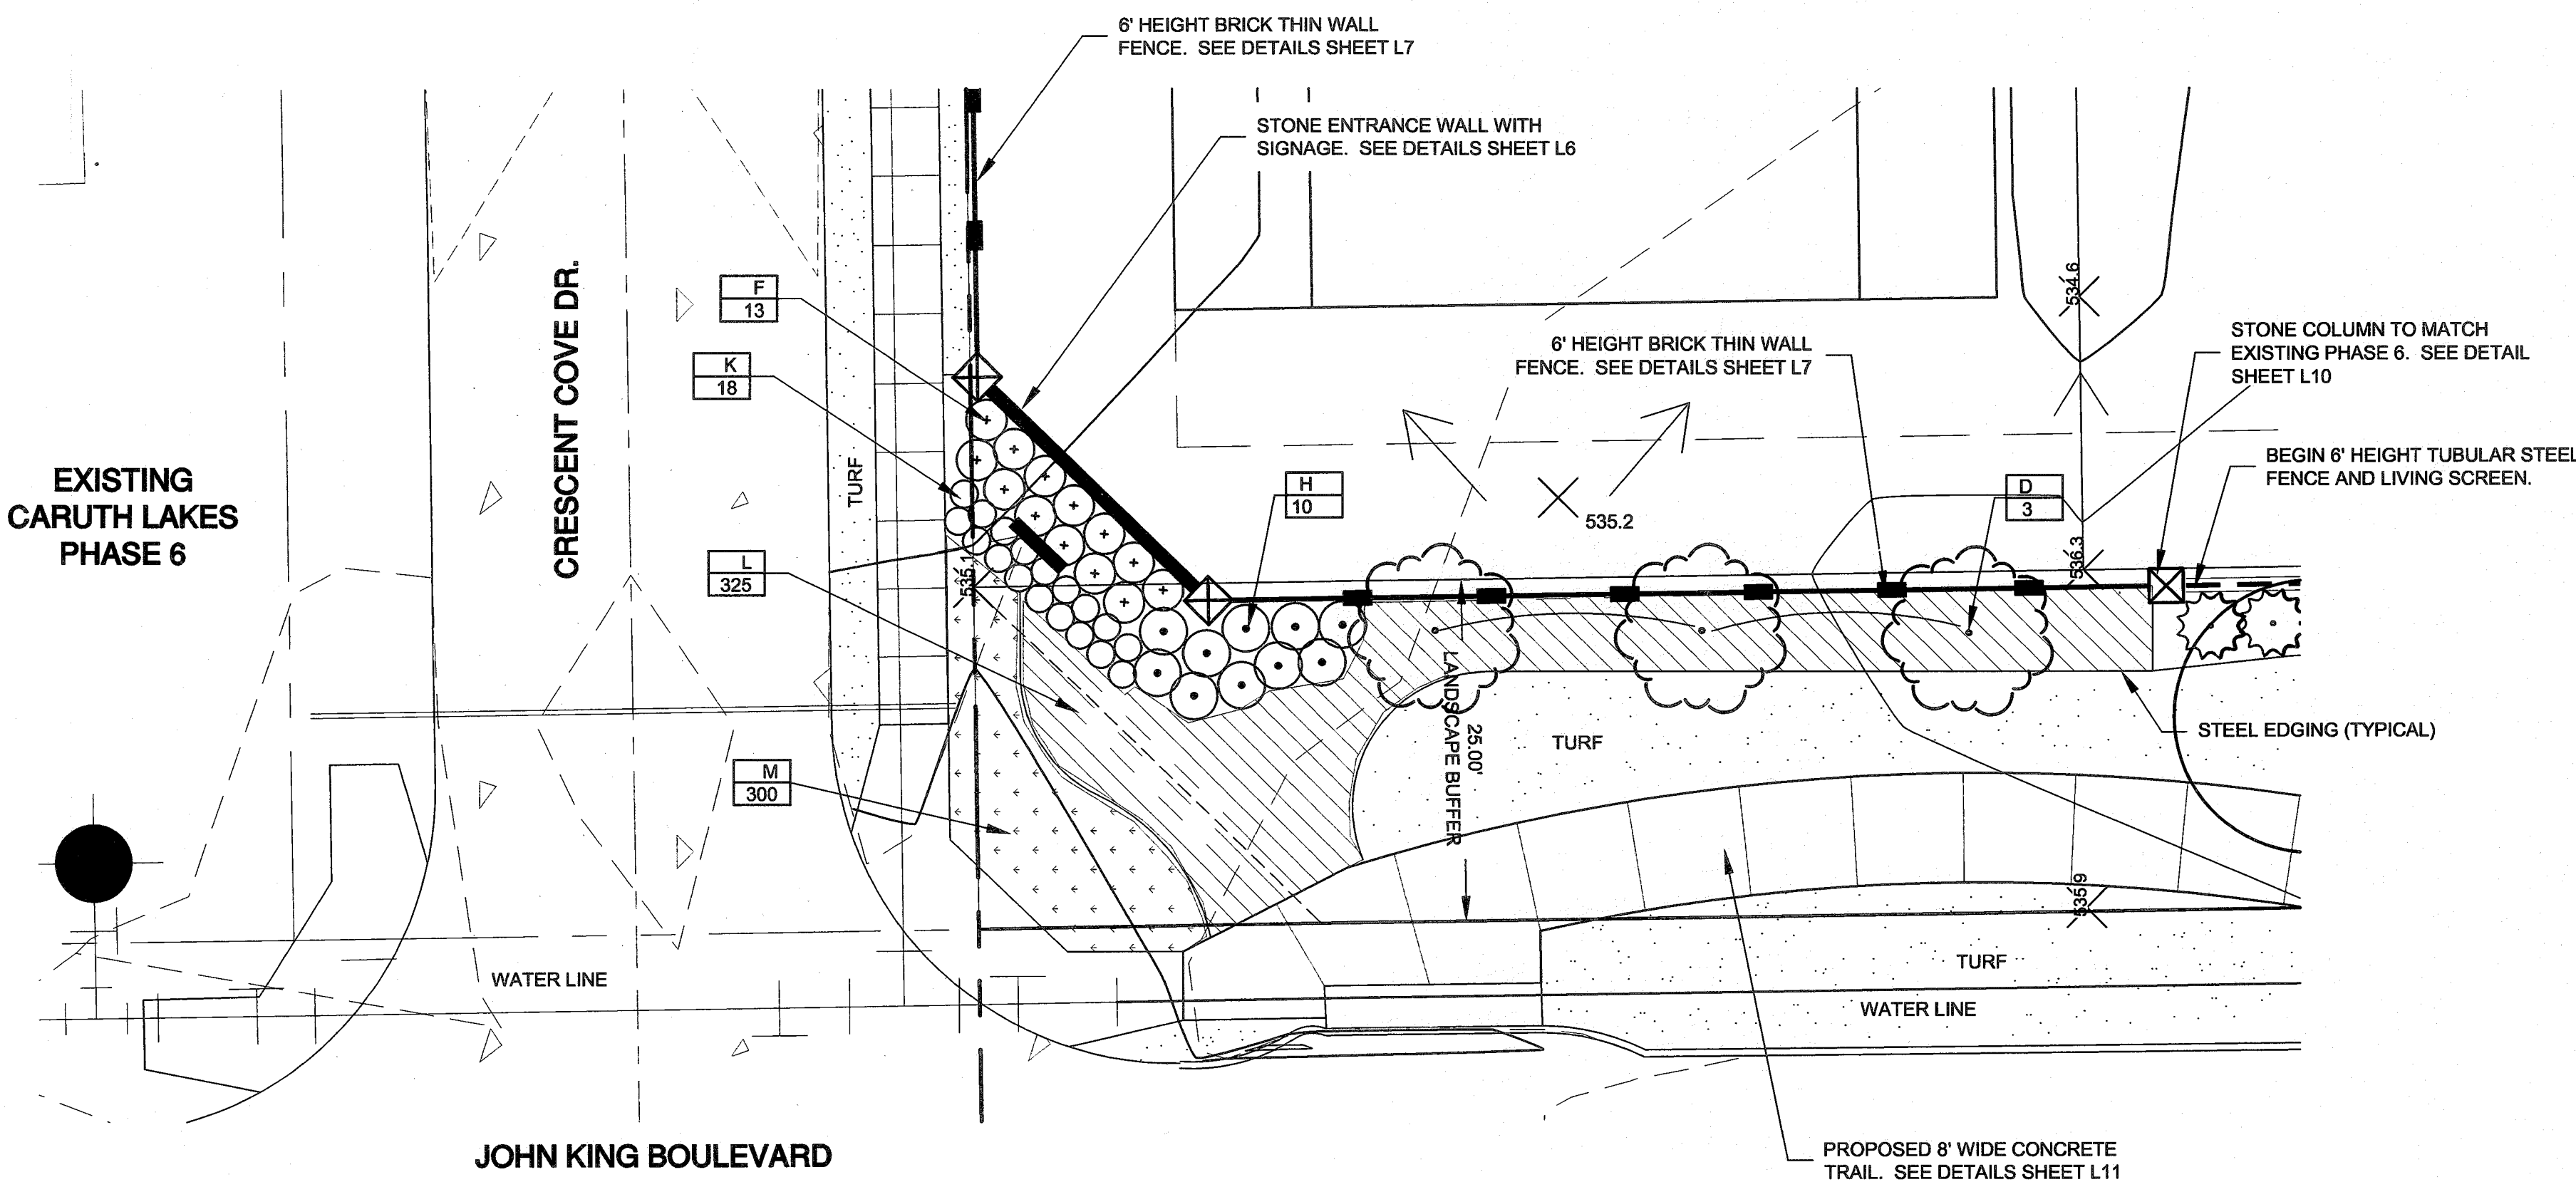 6' HEIGHT BRICK THIN WALL
FENCE. SEE DETAILS SHEET L7
STONE ENTRANCE WALL WITH
SIGNAGE. SEE DETAILS SHEET L6
F
13
K
18
CRESCENT COVE DR.
TURF
534.6
6' HEIGHT BRICK THIN WALL
FENCE. SEE DETAILS SHEET L7
STONE COLUMN TO MATCH
EXISTING PHASE 6. SEE DETAIL
SHEET L10
BEGIN 6' HEIGHT TUBULAR STEEL
FENCE AND LIVING SCREEN.
EXISTING
CARUTH LAKES
PHASE 6
H
10
D
3
535.2
536.3
L
325
535.1
25.00'
LANDSCAPE BUFFER
TURF
STEEL EDGING (TYPICAL)
M
300
535.9
TURF
WATER LINE
WATER LINE
JOHN KING BOULEVARD
PROPOSED 8' WIDE CONCRETE
TRAIL. SEE DETAILS SHEET L11